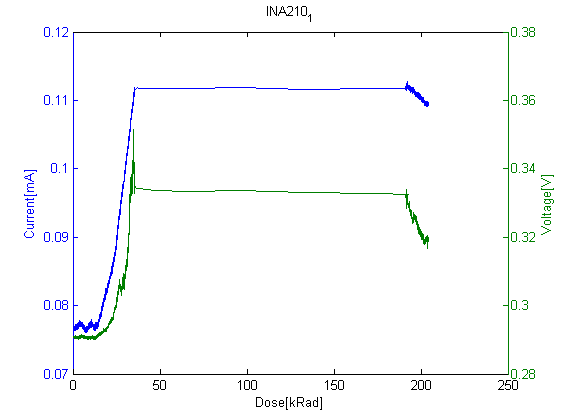 INA210₁
0.12 0.38
0.11 0.36
0.1 0.34
0.09 0.32
0.08 0.3
0.07 0.28
Current[mA]
Voltage[V]
0 50 100 150 200 250
Dose[kRad]